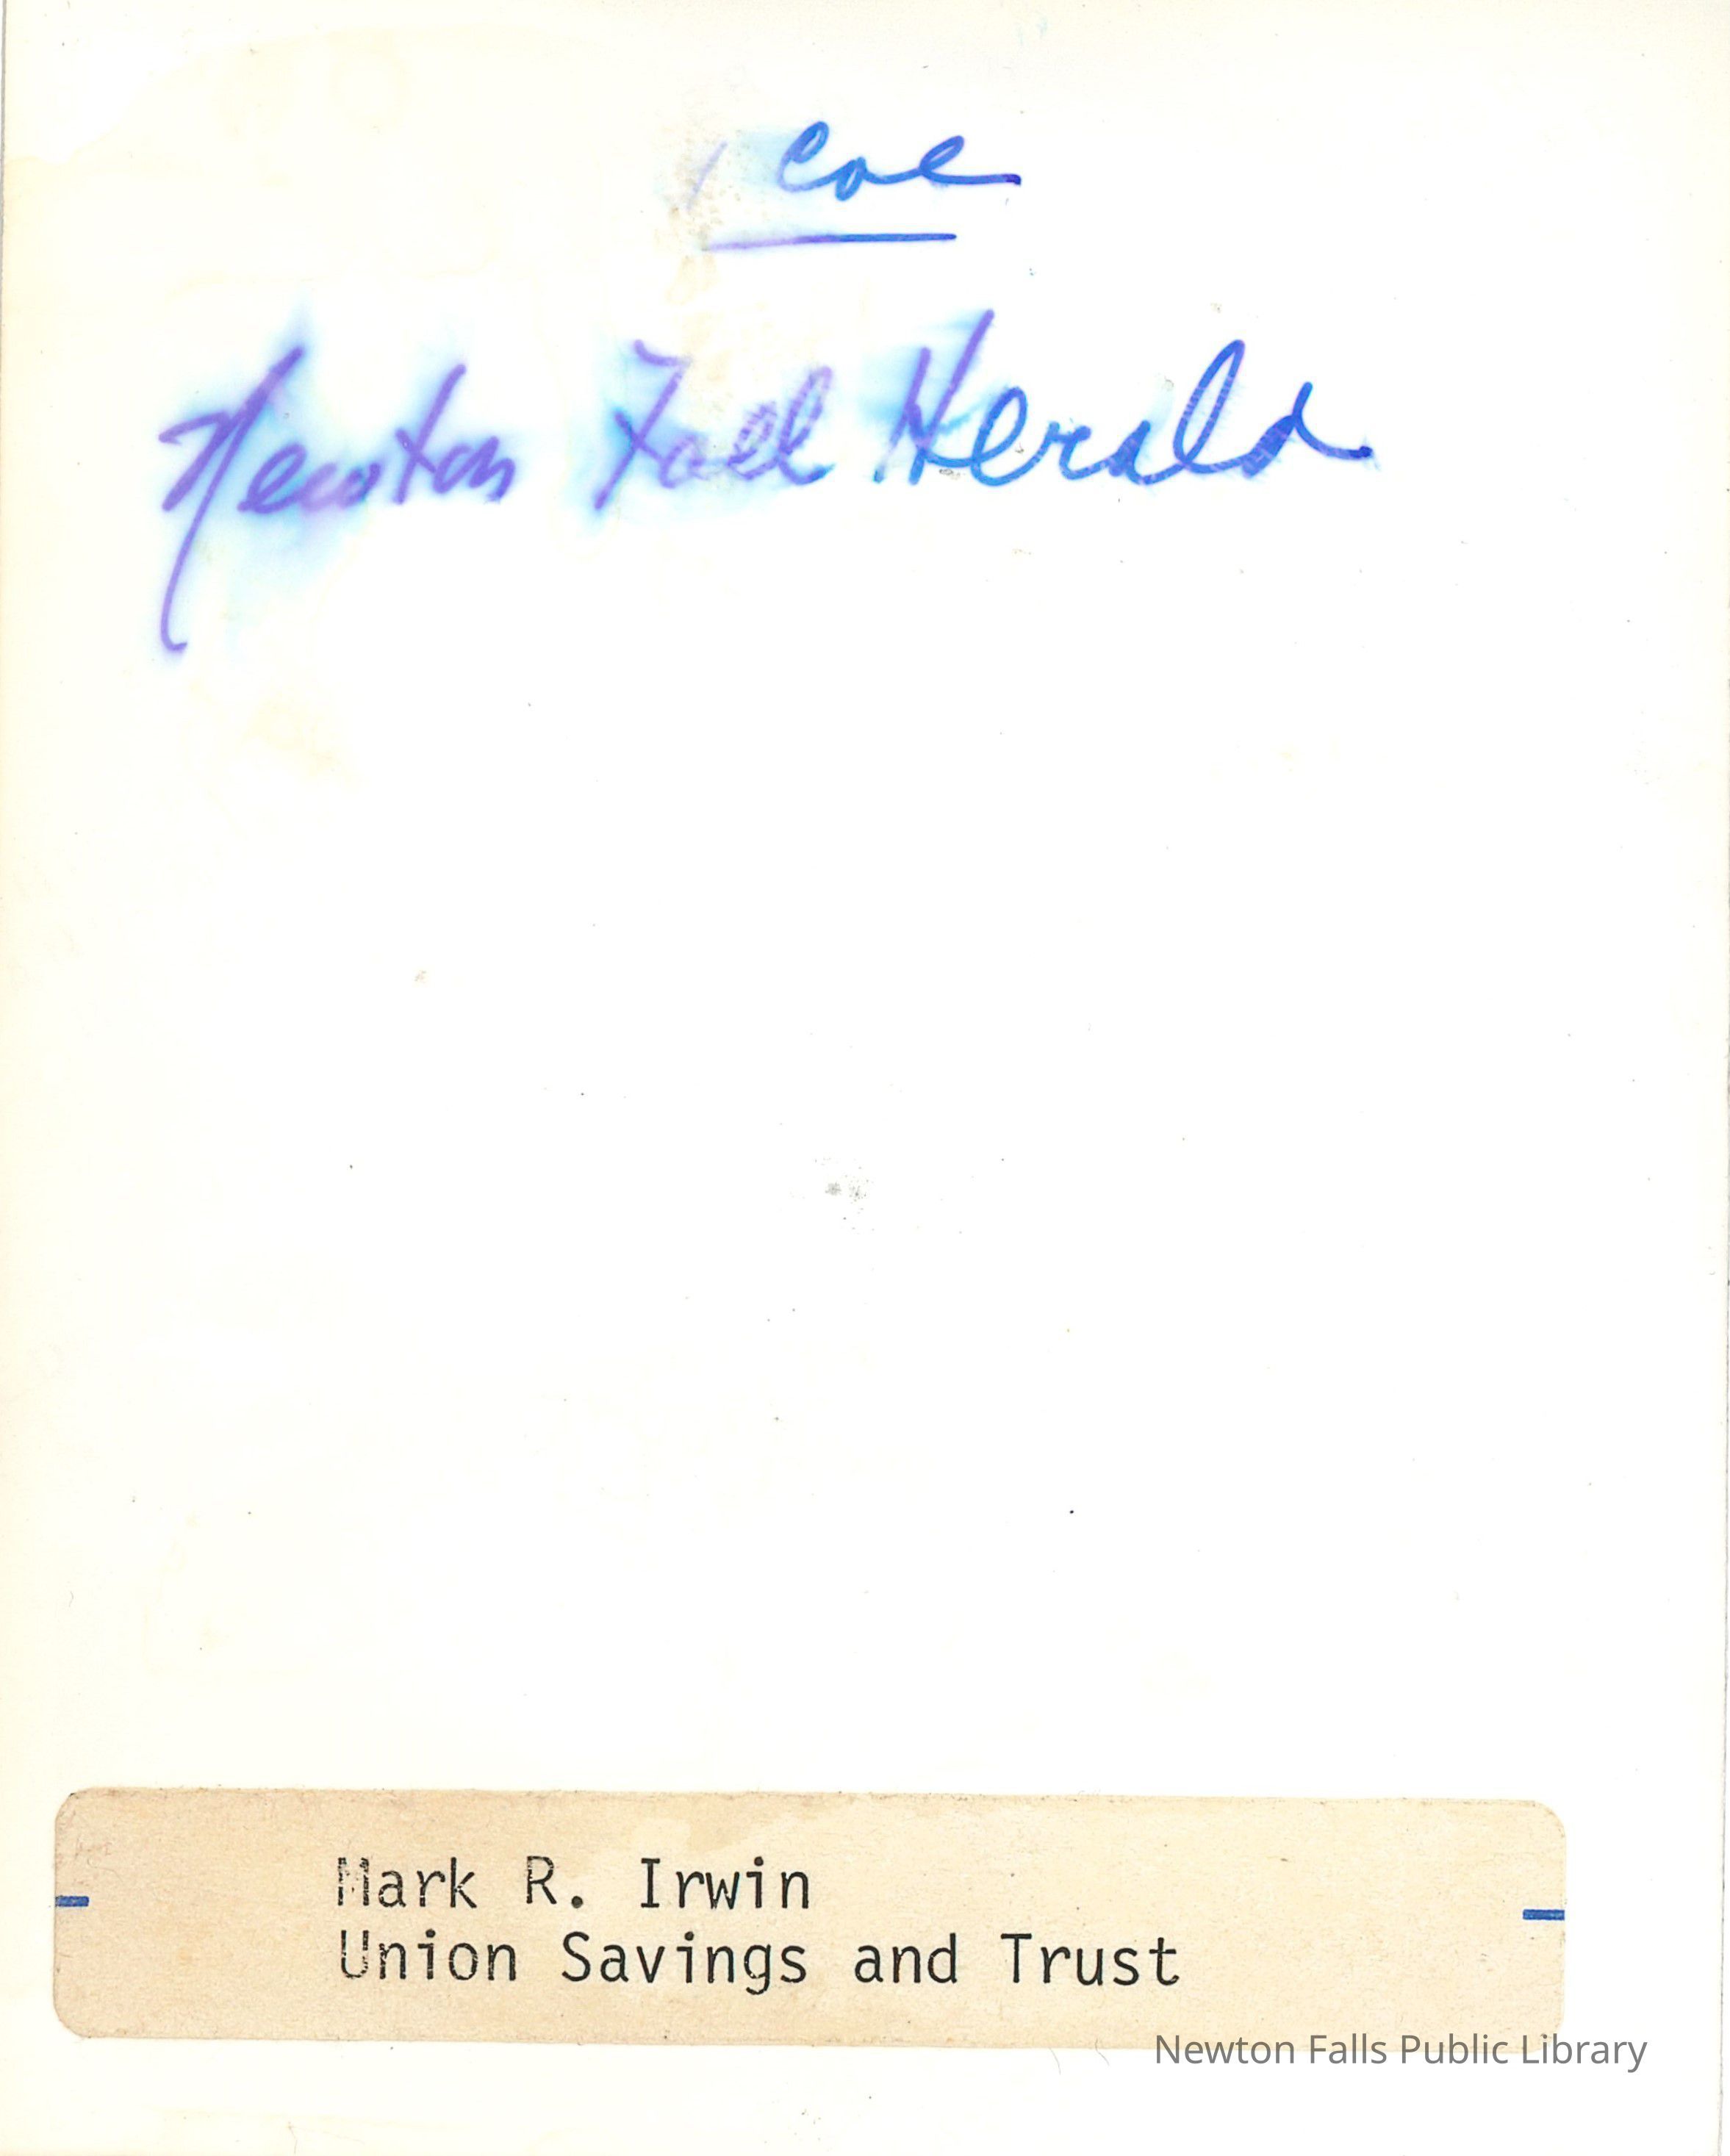 1 col
Newton Fall Herald
Mark R. Irwin
Union Savings and Trust
Newton Falls Public Library